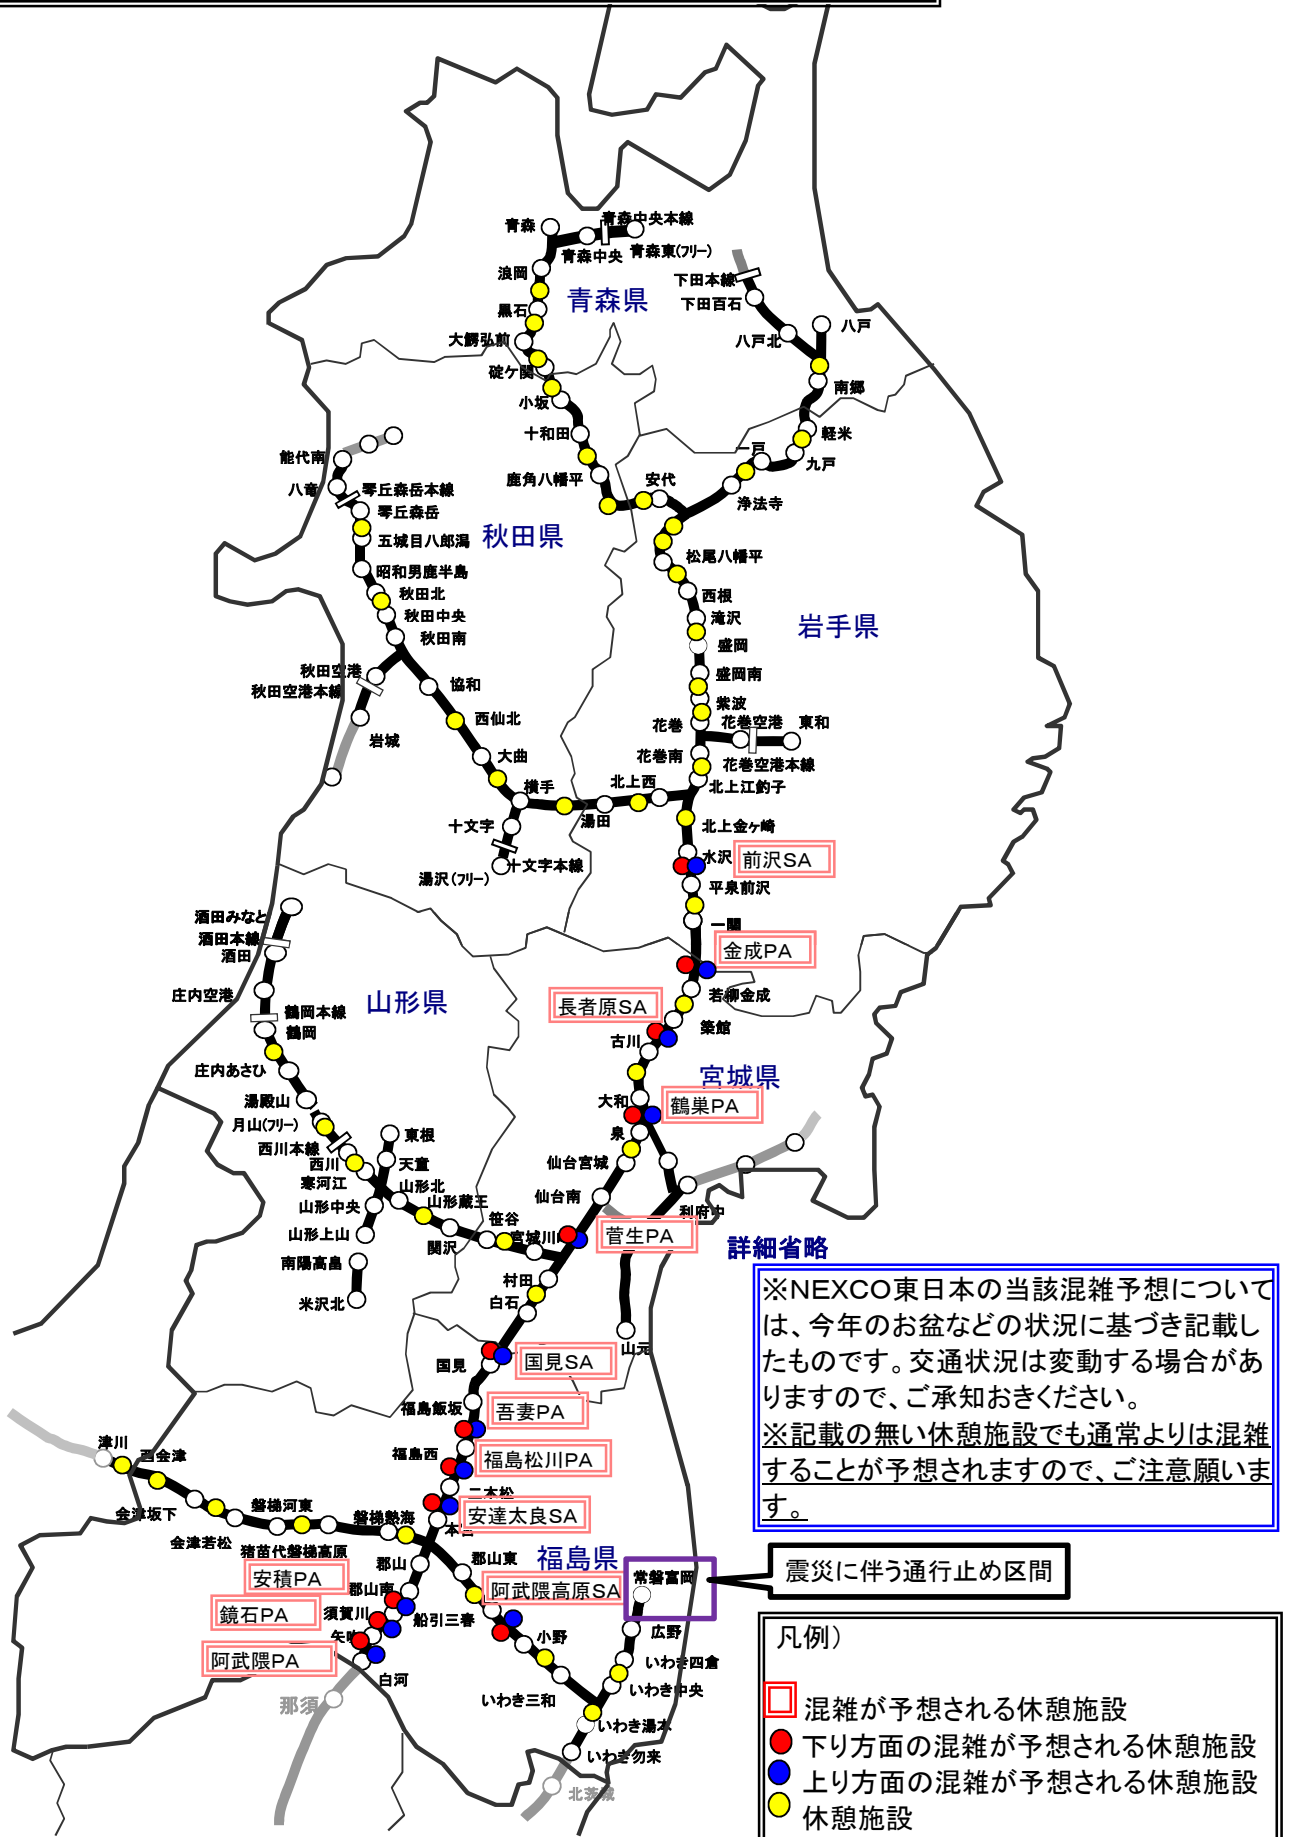 青森
青森中央本線
青森中央
青森東(フリー)
浪岡
青森県
下田本線
下田百石
黒石
八戸
大鰐弘前
八戸北
碇ケ関
南郷
小坂
十和田
軽米
一戸
九戸
能代南
鹿角八幡平
安代
八竜
琴丘森岳本線
浄法寺
琴丘森岳
秋田県
五城目八郎潟
松尾八幡平
昭和男鹿半島
秋田北
西根
秋田中央
滝沢
岩手県
秋田南
盛岡
秋田空港
盛岡南
秋田空港本線
協和
紫波
西仙北
花巻
花巻空港
東和
岩城
大曲
花巻南
花巻空港本線
横手
北上西
北上江釣子
十文字
湯田
北上金ヶ崎
水沢
前沢SA
十文字本線
湯沢(フリー)
平泉前沢
酒田みなと
一関
酒田本線
酒田
金成PA
庄内空港
山形県
若柳金成
長者原SA
鶴岡本線
築館
鶴岡
古川
庄内あさひ
宮城県
湯殿山
大和
鶴巣PA
月山(フリー)
東根
泉
西川本線
西川
天童
仙台宮城
寒河江
山形北
山形中央
山形蔵王
仙台南
利府中
山形上山
笹谷
菅生PA
関沢
詳細省略
南陽高畠
村田
米沢北
白石
山元
国見
国見SA
※NEXCO東日本の当該混雑予想について
は、今年のお盆などの状況に基づき記載し
たものです。交通状況は変動する場合があ
りますので、ご承知おきください。
※記載の無い休憩施設でも通常よりは混雑
することが予想されますので、ご注意願いま
す。
福島飯坂
吾妻PA
津川
西会津
福島西
福島松川PA
二本松
会津坂下
磐梯河東
磐梯熱海
安達太良SA
会津若松
猪苗代磐梯高原
郡山
郡山東
福島県
震災に伴う通行止め区間
安積PA
郡山南
阿武隈高原SA
常磐富岡
鏡石PA
須賀川
船引三春
小野
広野
阿武隈PA
白河
いわき四倉
いわき中央
那須
いわき三和
いわき湯本
いわき勿来
北茨城
凡例）
混雑が予想される休憩施設
下り方面の混雑が予想される休憩施設
上り方面の混雑が予想される休憩施設
休憩施設